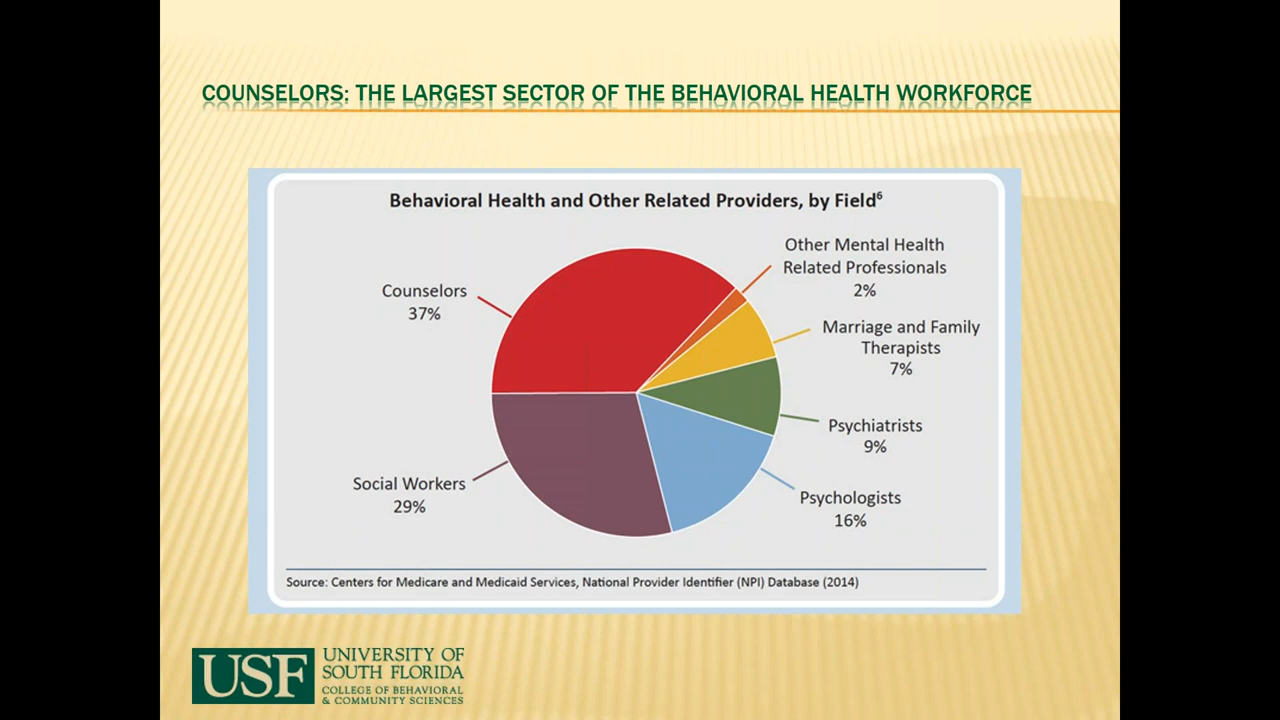 COUNSELORS: THE LARGEST SECTOR OF THE BEHAVIORAL HEALTH WORKFORCE
Behavioral Health and Other Related Providers, by Field⁶
Other Mental Health
Related Professionals
2%
Counselors
37%
Marriage and Family
Therapists
7%
Psychiatrists
9%
Social Workers
29%
Psychologists
16%
Source: Centers for Medicare and Medicaid Services, National Provider Identifier (NPI) Database (2014)
USF
UNIVERSITY OF
SOUTH FLORIDA
COLLEGE OF BEHAVIORAL
& COMMUNITY SCIENCES